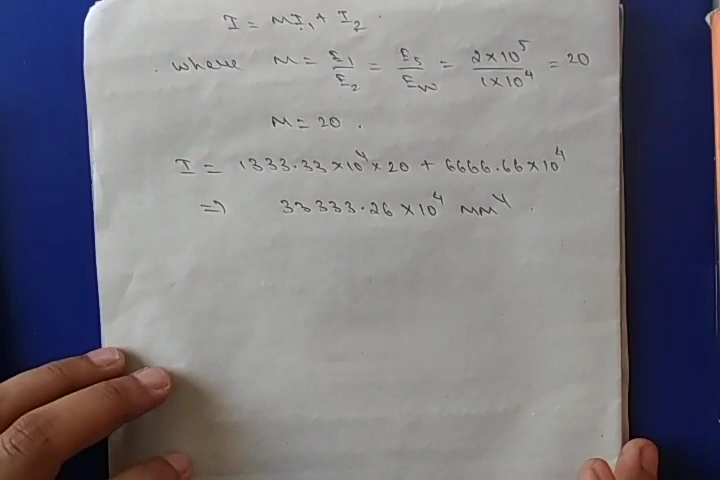 I = mI₁ + I₂.
where m = E₁/E₂ = Es/Ew = 2×10⁵/1×10⁴ = 20
m = 20.
I = 1333.33×10⁴×20 + 6666.66×10⁴
⇒ 33333.26×10⁴ mm⁴.